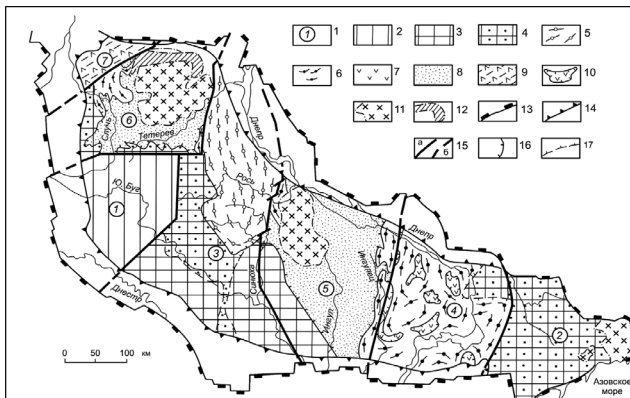 1 1 2 3 4 5
6 7 8 9 10
11 12 13 14
а б 15 16 17
7
Случь
6
Тетерев
Днепр
Ю. Буг
Рось
1
3
Синюха
Днепр
Ингулец
5
Ингул
4
2
Днестр
0 50 100 км
Азовское
море